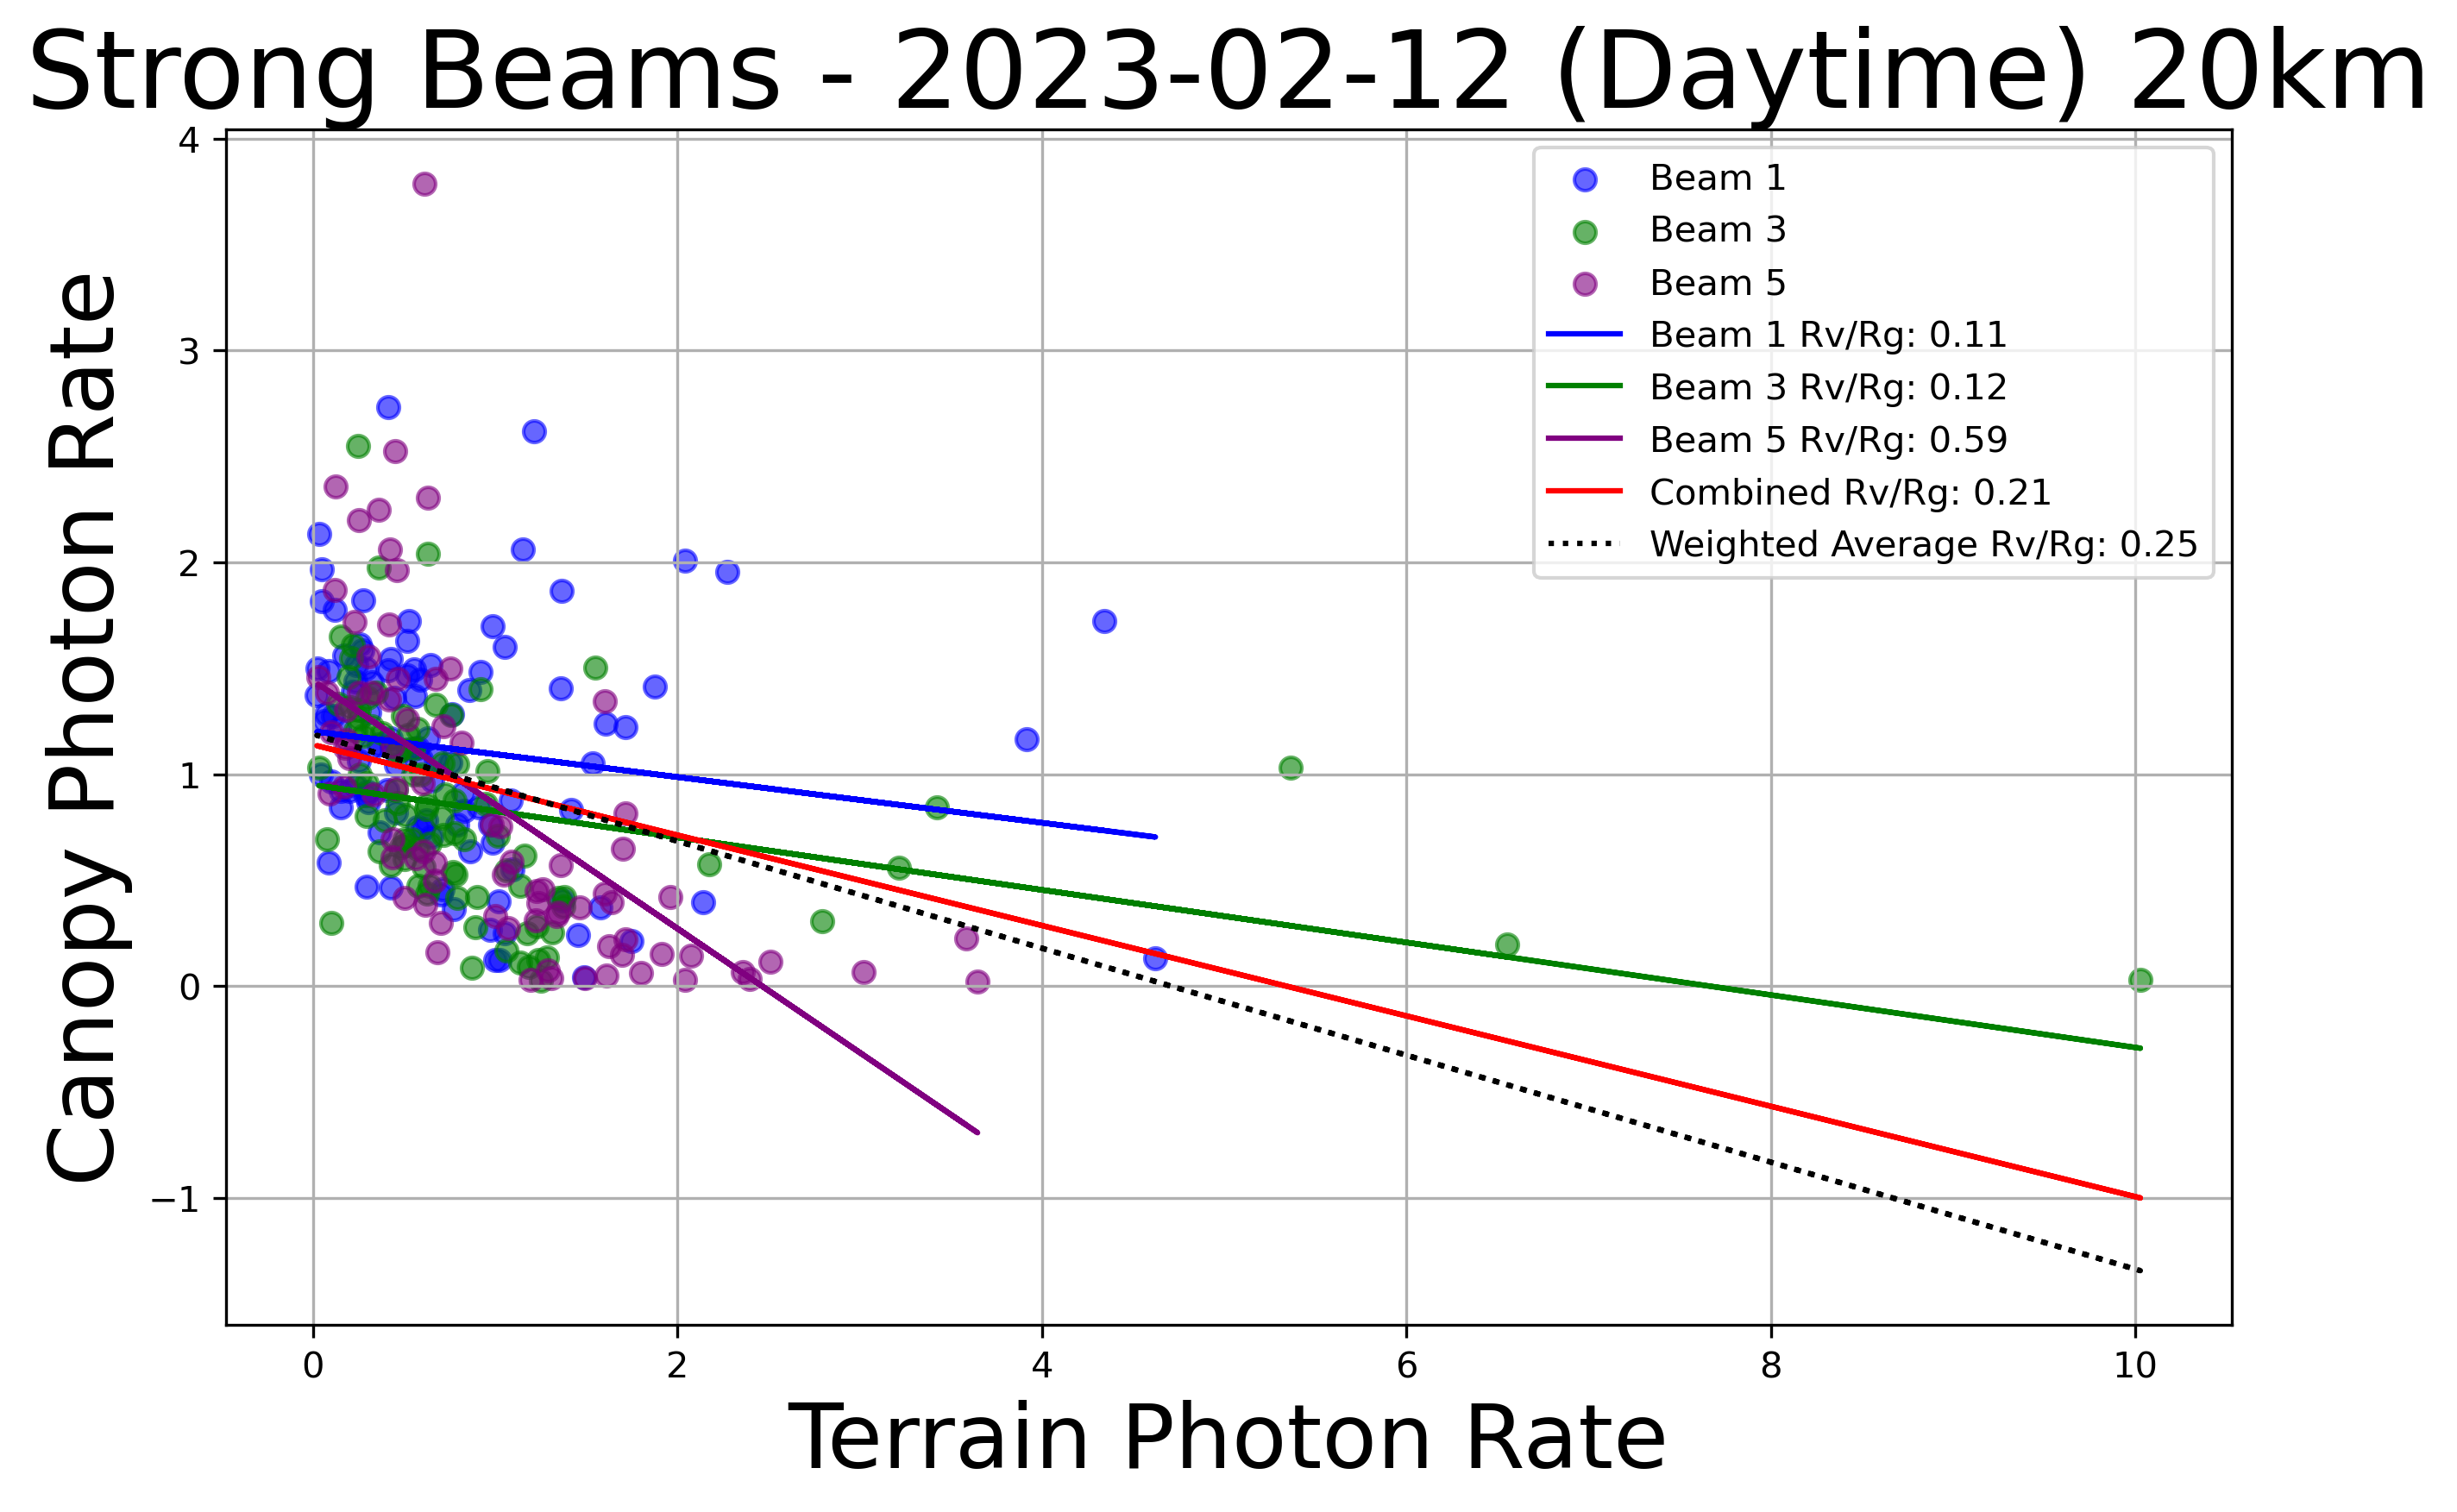 Strong Beams - 2023-02-12 (Daytime) 20km
4
3
2
1
0
−1
Canopy Photon Rate
Beam 1
Beam 3
Beam 5
Beam 1 Rv/Rg: 0.11
Beam 3 Rv/Rg: 0.12
Beam 5 Rv/Rg: 0.59
Combined Rv/Rg: 0.21
Weighted Average Rv/Rg: 0.25
0 2 4 6 8 10
Terrain Photon Rate